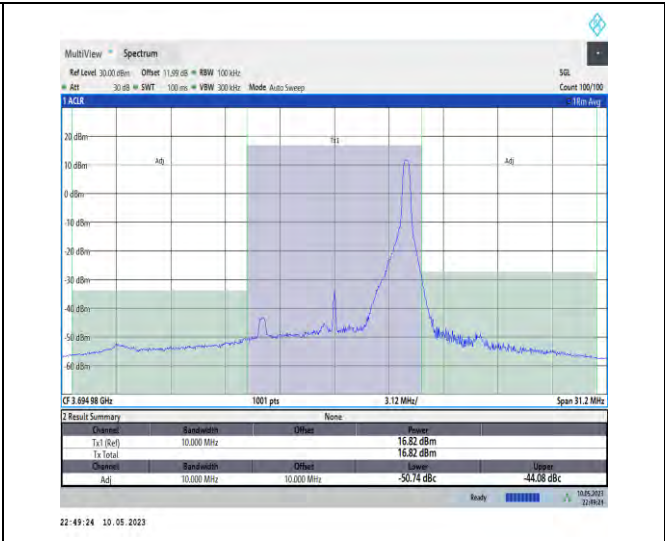 MultiView Spectrum
Ref Level 30.00 dBm Offset 11.99 dB RBW 100 kHz SGL
Att 30 dB SWT 100 ms VBW 300 kHz Mode Auto Sweep Count 100/100
1 ACLR 1Rm Avg
Tx1
20 dBm
Adj Adj
10 dBm
0 dBm
-10 dBm
-20 dBm
-30 dBm
-40 dBm
-50 dBm
-60 dBm
CF 3.694 98 GHz 1001 pts 3.12 MHz/ Span 31.2 MHz
2 Result Summary None
Channel Bandwidth Offset Power
Tx1 (Ref) 10.000 MHz 16.82 dBm
Tx Total 16.82 dBm
Channel Bandwidth Offset Lower Upper
Adj 10.000 MHz 10.000 MHz -50.74 dBc -44.08 dBc
Ready 10.05.2023
22:49:23
22:49:24 10.05.2023